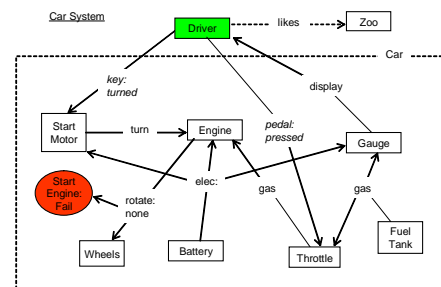 Car System
Driver
likes
Zoo
Car
key:
turned
display
Start
Motor
turn
Engine
pedal:
pressed
Gauge
Start
Engine:
Fail
elec:
rotate:
none
gas
gas
Wheels
Battery
Throttle
Fuel
Tank